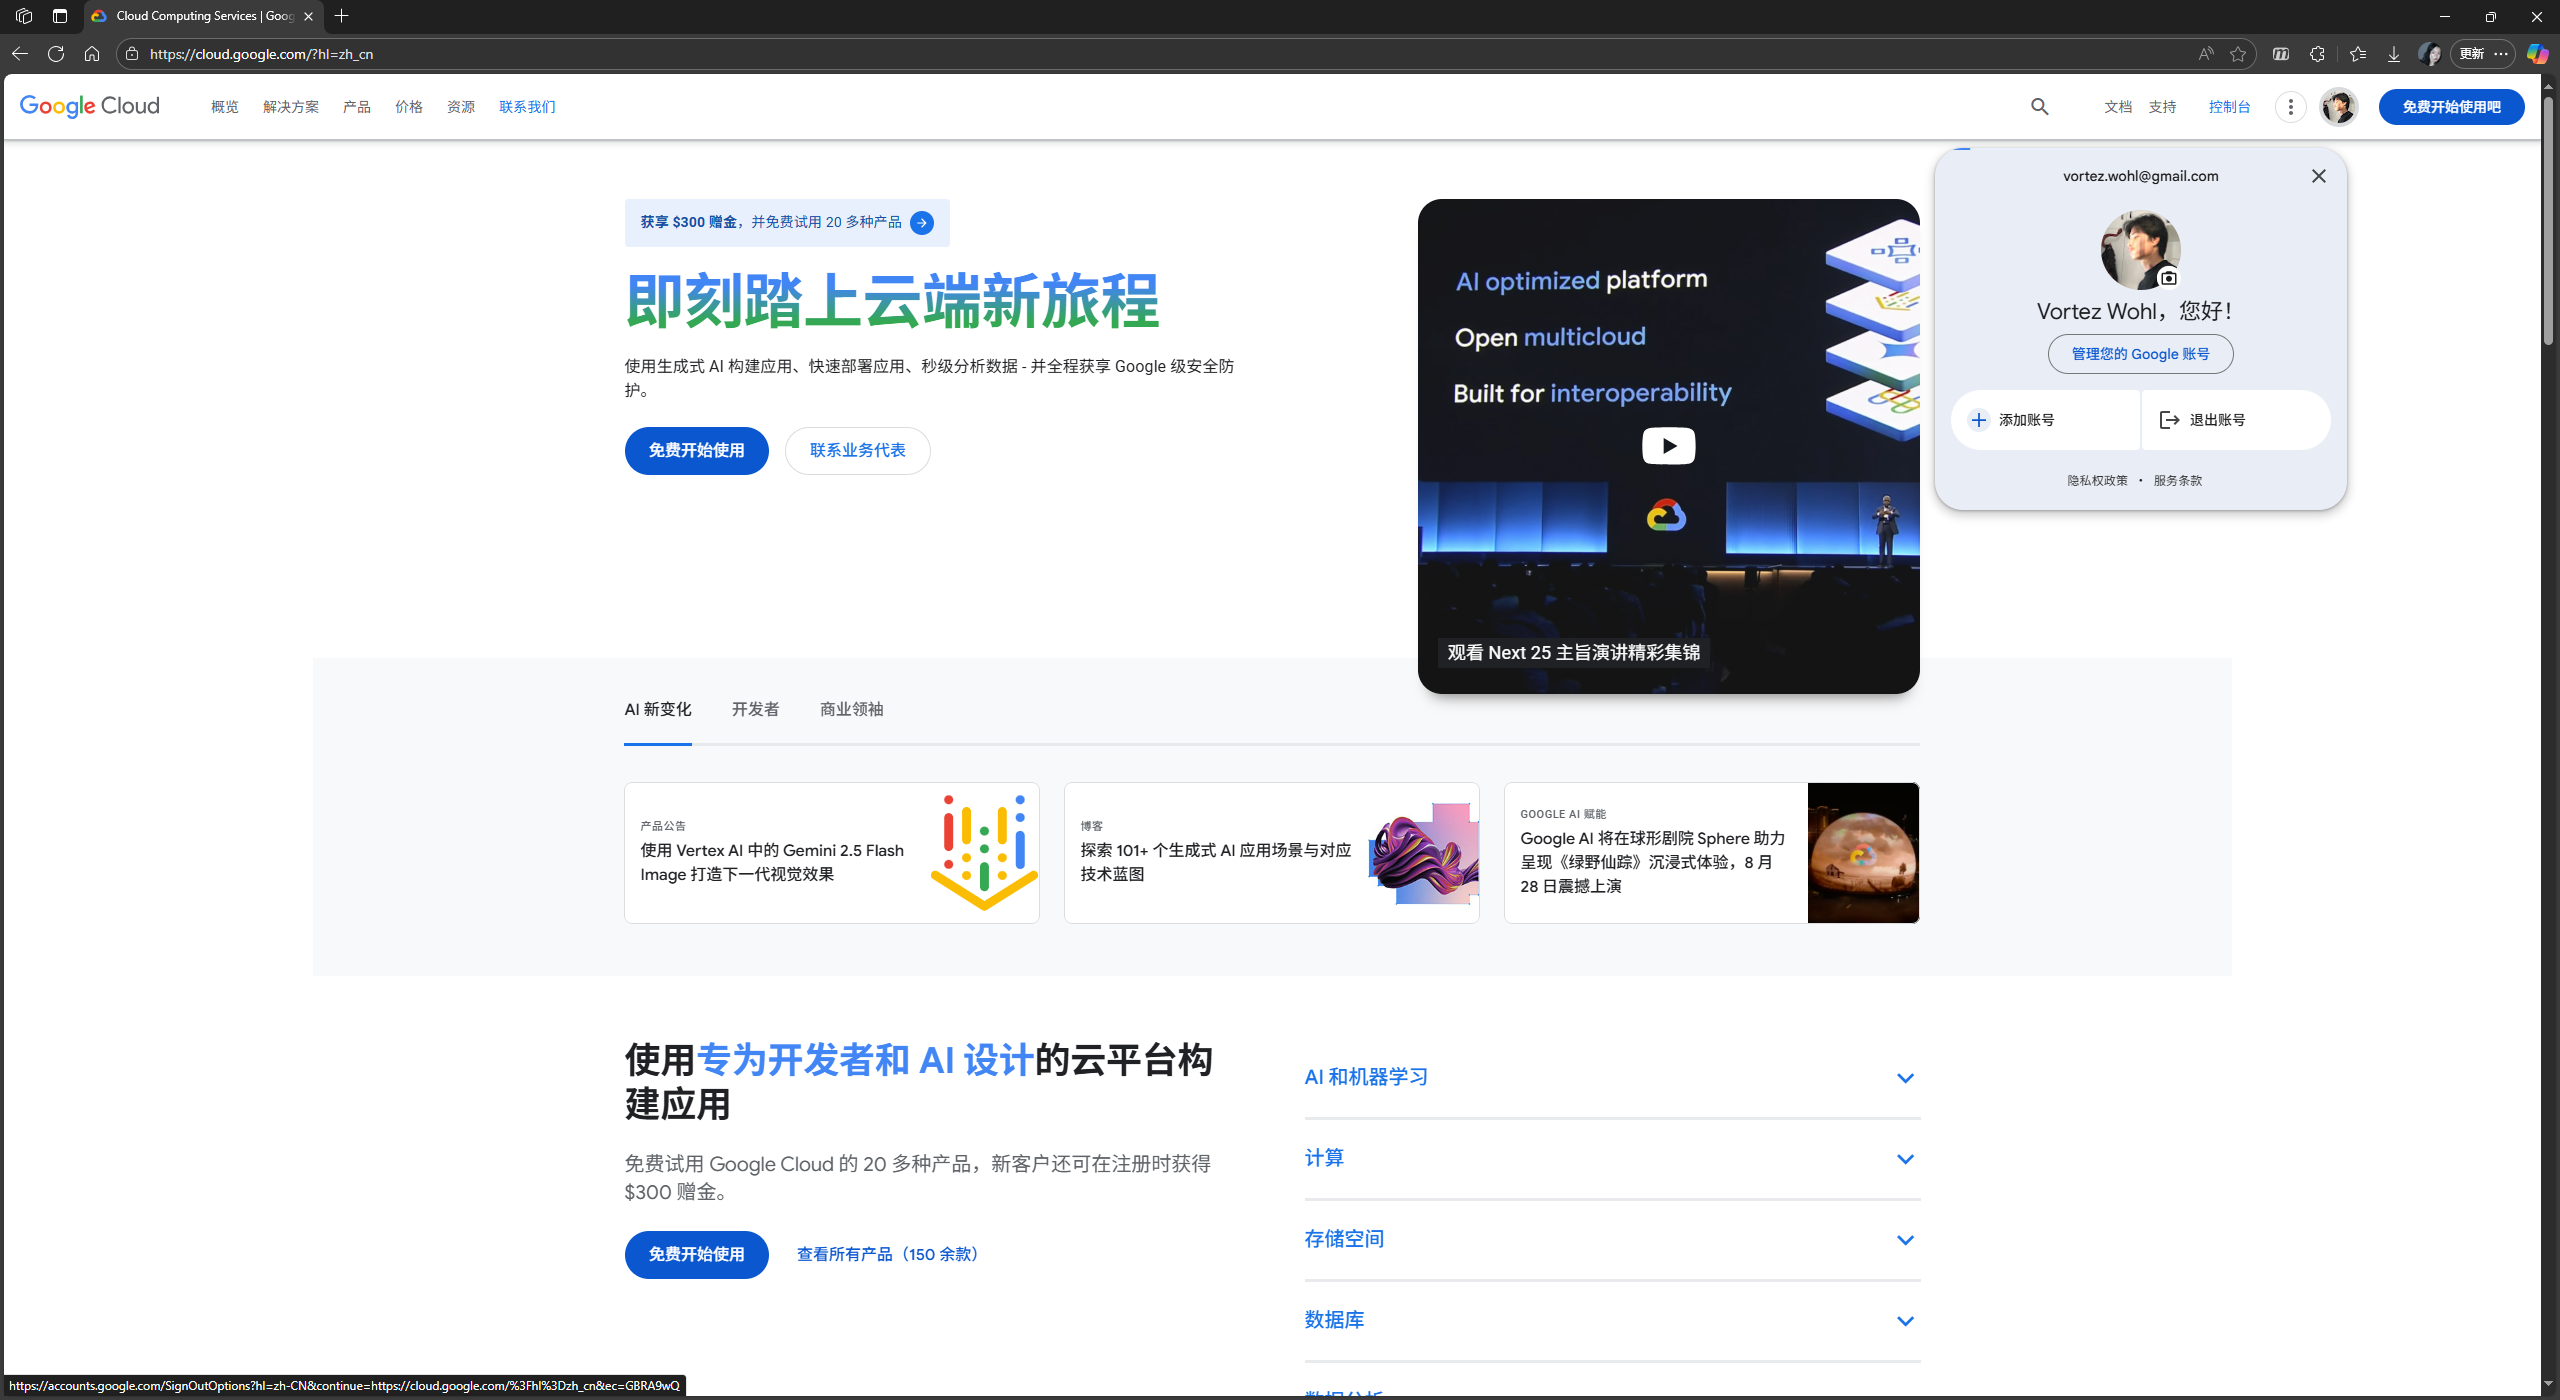 Cloud Computing Services | Goog
https://cloud.google.com/?hl=zh_cn
更新
Google Cloud
概览
解决方案
产品
价格
资源
联系我们
文档
支持
控制台
免费开始使用吧
获享 $300 赠金，并免费试用 20 多种产品
即刻踏上云端新旅程
使用生成式 AI 构建应用、快速部署应用、秒级分析数据 - 并全程获享 Google 级安全防
护。
免费开始使用
联系业务代表
AI optimized platform
Open multicloud
Built for interoperability
观看 Next 25 主旨演讲精彩集锦
vortez.wohl@gmail.com
Vortez Wohl，您好！
管理您的 Google 账号
添加账号
退出账号
隐私权政策 • 服务条款
AI 新变化
开发者
商业领袖
产品公告
使用 Vertex AI 中的 Gemini 2.5 Flash
Image 打造下一代视觉效果
博客
探索 101+ 个生成式 AI 应用场景与对应
技术蓝图
GOOGLE AI 赋能
Google AI 将在球形剧院 Sphere 助力
呈现《绿野仙踪》沉浸式体验，8 月
28 日震撼上演
使用专为开发者和 AI 设计的云平台构
建应用
免费试用 Google Cloud 的 20 多种产品，新客户还可在注册时获得
$300 赠金。
免费开始使用
查看所有产品（150 余款）
AI 和机器学习
计算
存储空间
数据库
https://accounts.google.com/SignOutOptions?hl=zh-CN&continue=https://cloud.google.com/%3Fhl%3Dzh_cn&ec=GBRA9wQ